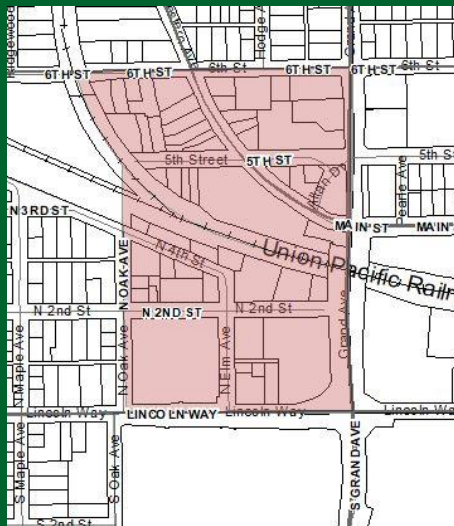 Ridgewood
Hodge Ave
Grand
6TH ST
6TH ST
6th St
6TH ST
6TH ST
6th St
5th Street
5TH ST
5th St
Allan Dr
Pearle Ave
N 3RD ST
MAIN ST
MAIN
N 4th St
Union Pacific Railr
N OAK AVE
N 2nd St
N 2ND ST
N 2nd St
Grand Ave
N Maple Ave
N Oak Ave
N Elm Ave
Lincoln Way
LINCOLN WAY
Lincoln Way
Lincoln Way
S Maple Ave
S Oak Ave
S GRAND AVE
S 2nd St